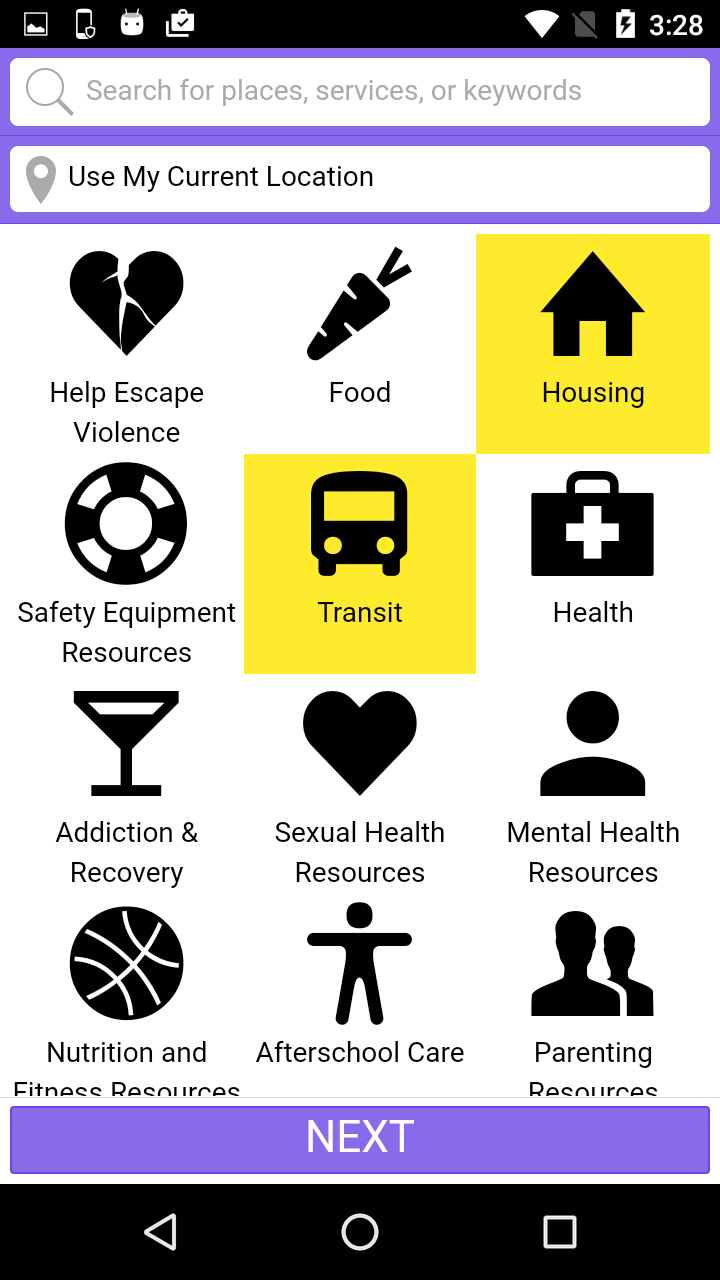 3:28
Search for places, services, or keywords
Use My Current Location
Help Escape
Violence
Food
Housing
Safety Equipment
Resources
Transit
Health
Addiction &
Recovery
Sexual Health
Resources
Mental Health
Resources
Nutrition and
Fitness Resources
Afterschool Care
Parenting
Resources
NEXT